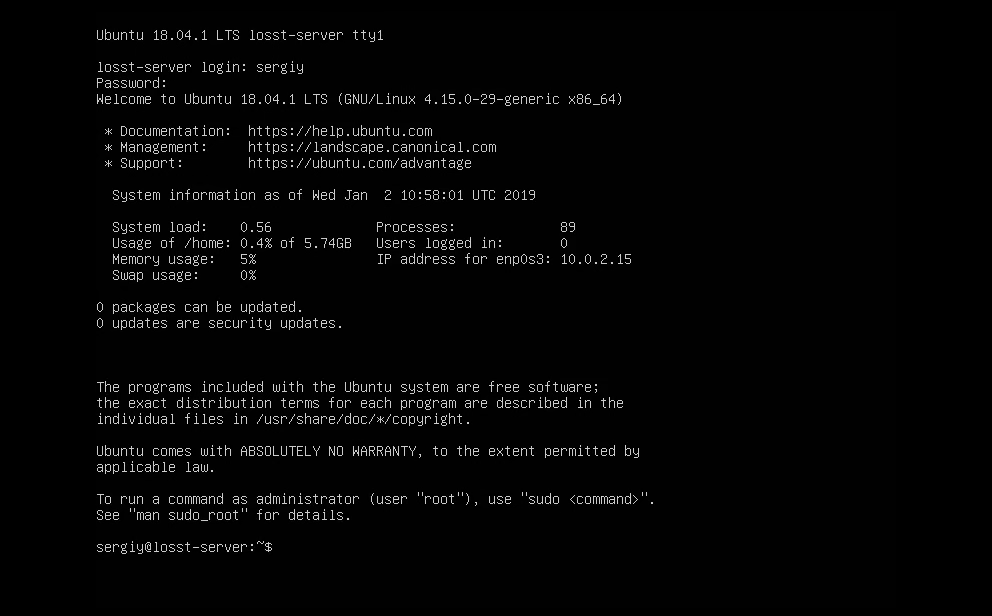 Ubuntu 18.04.1 LTS losst-server tty1
losst-server login: sergiy
Password:
Welcome to Ubuntu 18.04.1 LTS (GNU/Linux 4.15.0-29-generic x86_64)
* Documentation:  https://help.ubuntu.com
* Management:     https://landscape.canonical.com
* Support:        https://ubuntu.com/advantage
System information as of Wed Jan  2 10:58:01 UTC 2019
System load:    0.56             Processes:             89
Usage of /home: 0.4% of 5.74GB   Users logged in:       0
Memory usage:   5%               IP address for enp0s3: 10.0.2.15
Swap usage:     0%
0 packages can be updated.
0 updates are security updates.
The programs included with the Ubuntu system are free software;
the exact distribution terms for each program are described in the
individual files in /usr/share/doc/*/copyright.
Ubuntu comes with ABSOLUTELY NO WARRANTY, to the extent permitted by
applicable law.
To run a command as administrator (user "root"), use "sudo <command>".
See "man sudo_root" for details.
sergiy@losst-server:~$